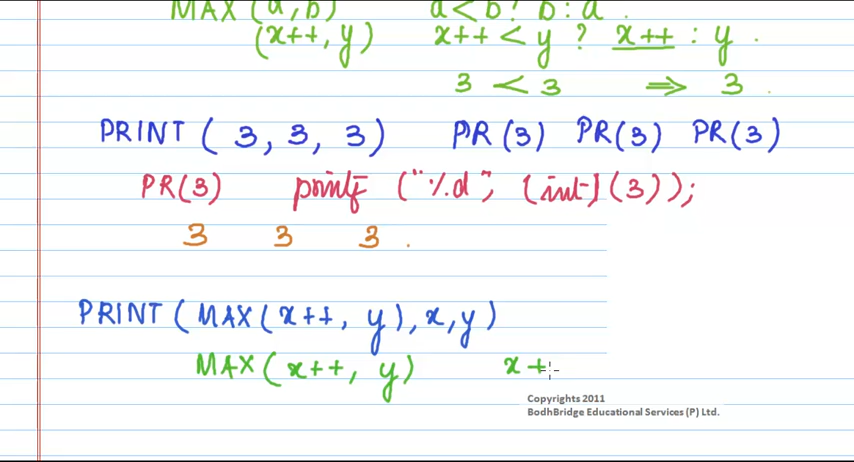 MAX (a, b) a < b ? b : a .
(x++, y) x++ < y ? x++ : y .
3 < 3 ⇒ 3 .
PRINT ( 3, 3, 3) PR (3) PR(3) PR(3)
PR(3) printf ("%d", (int)(3));
3 3 3 .
PRINT ( MAX (x++, y), x, y)
MAX ( x++, y) x +
Copyrights 2011
BodhBridge Educational Services (P) Ltd.